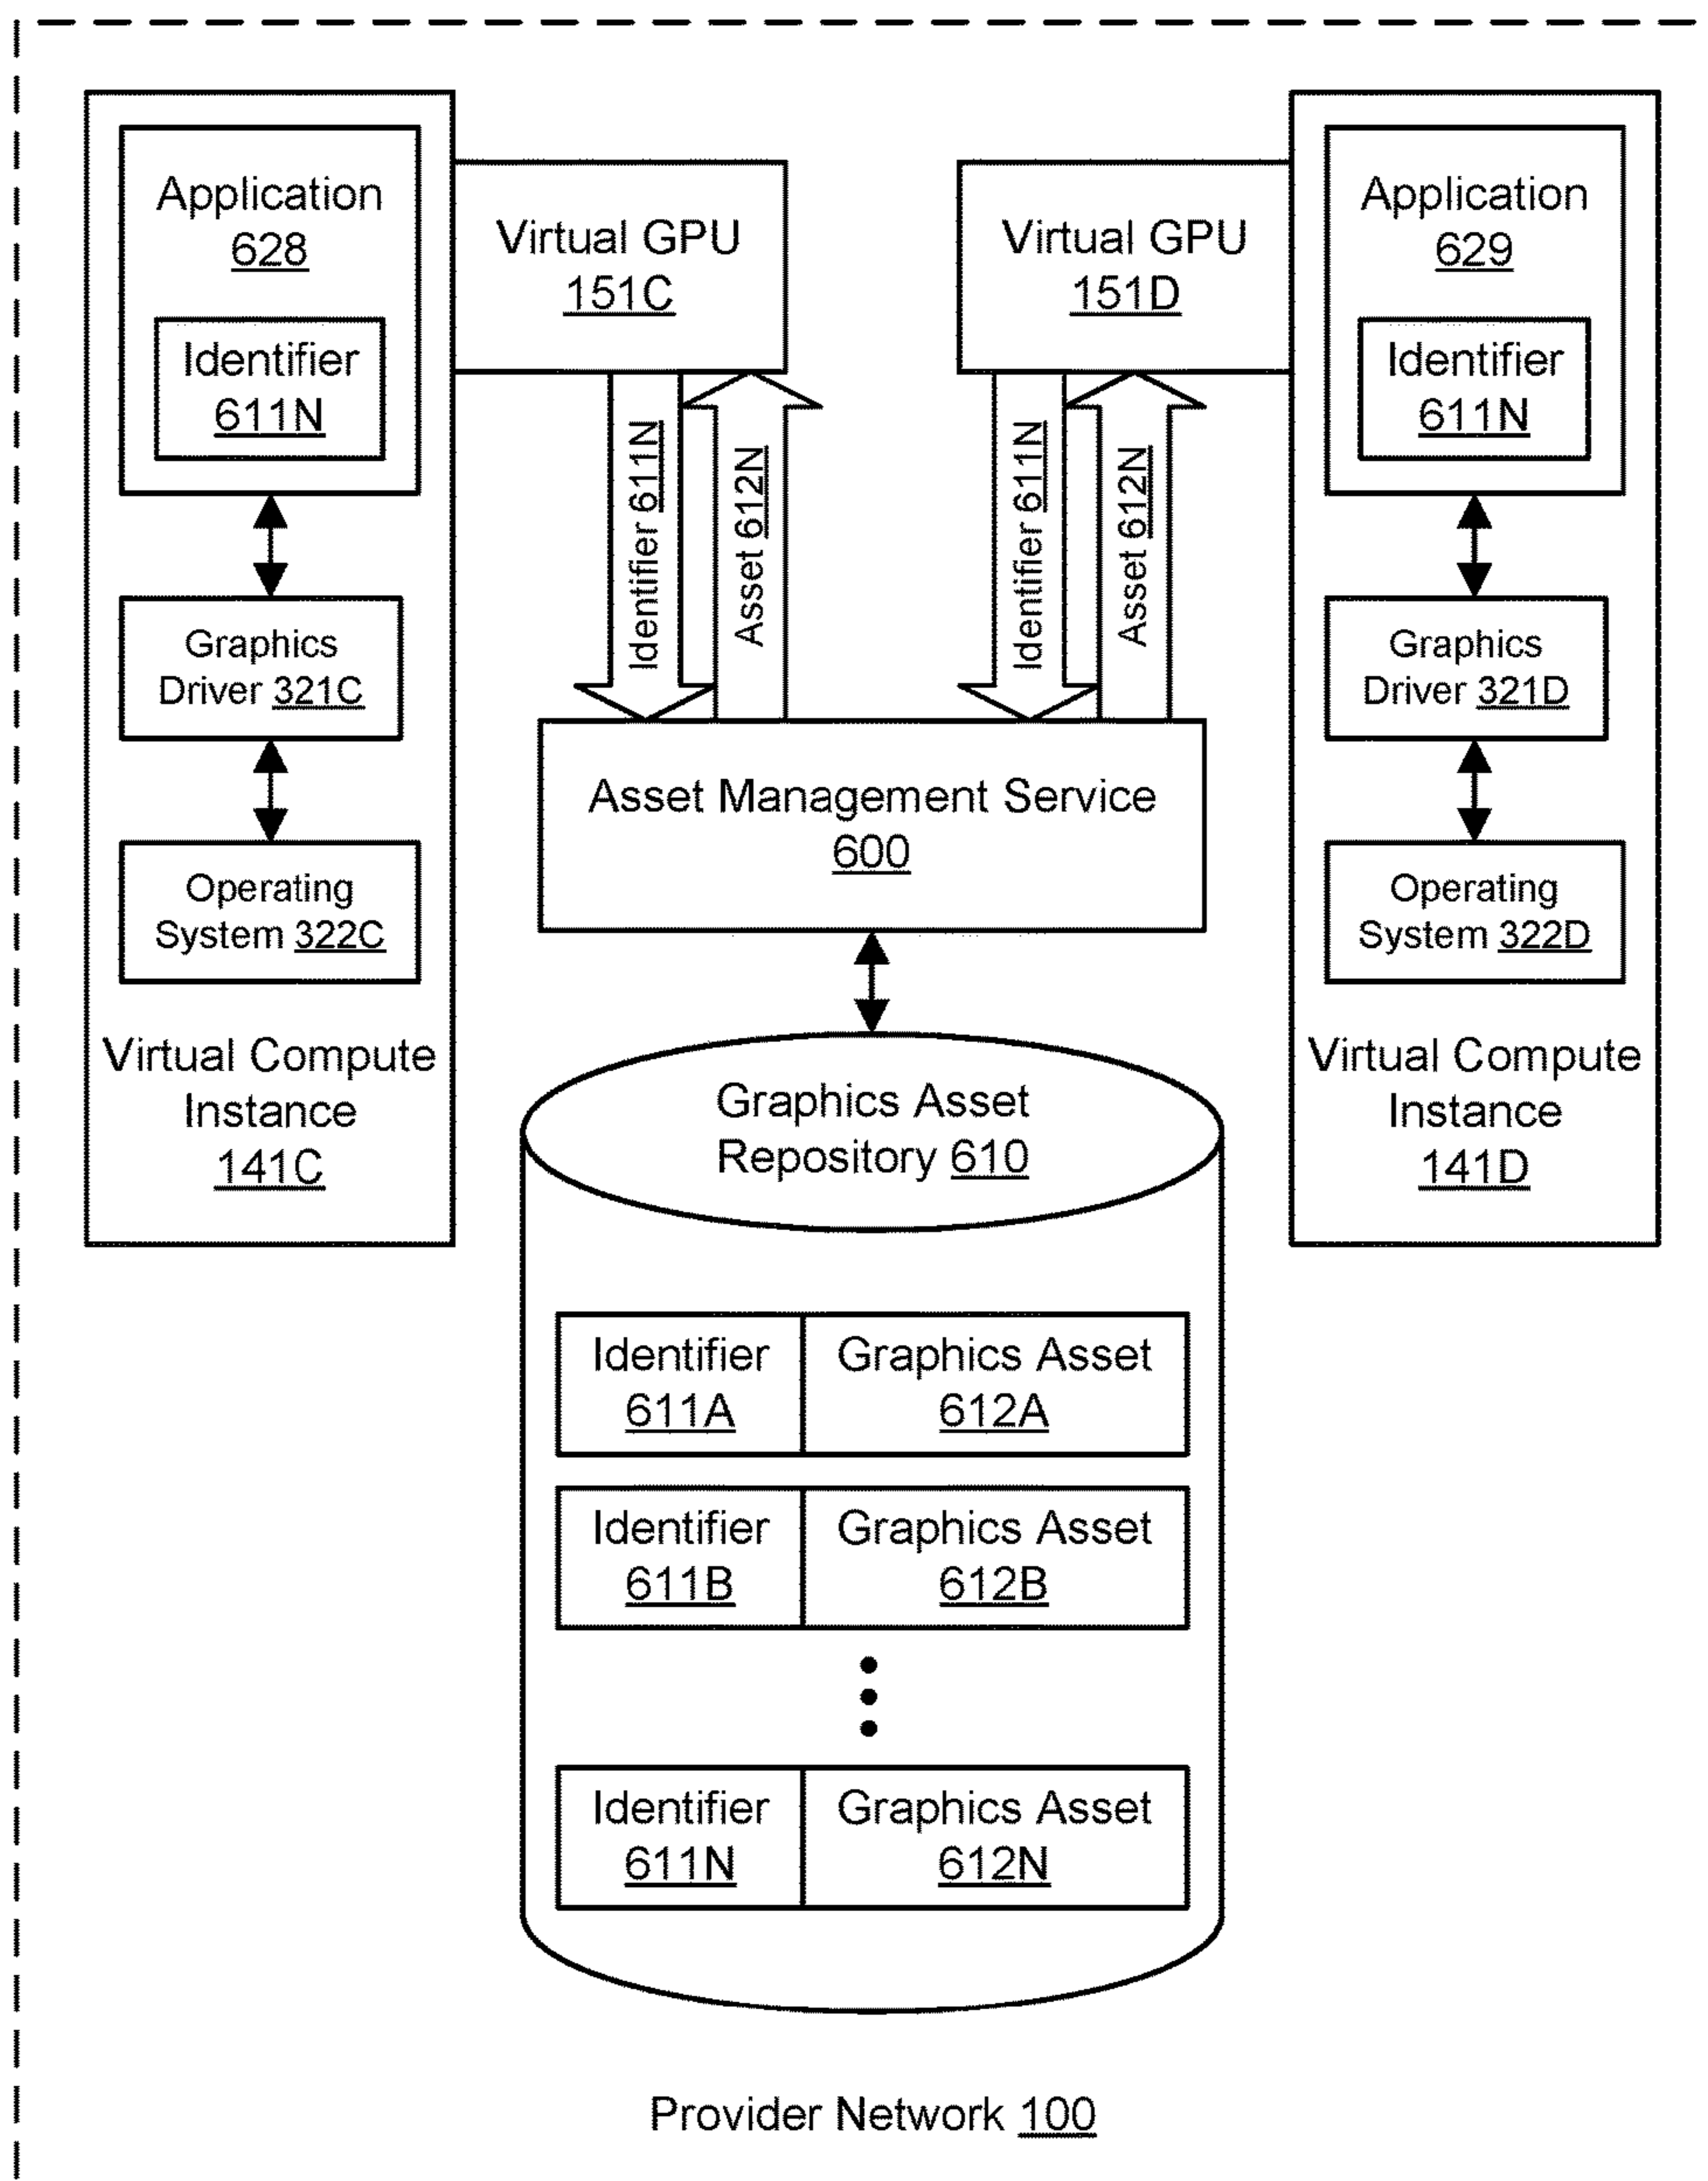 Application
628
Identifier
611N
Graphics
Driver 321C
Operating
System 322C
Virtual Compute
Instance
141C
Virtual GPU
151C
Identifier 611N
Asset 612N
Virtual GPU
151D
Identifier 611N
Asset 612N
Application
629
Identifier
611N
Graphics
Driver 321D
Operating
System 322D
Virtual Compute
Instance
141D
Asset Management Service
600
Graphics Asset
Repository 610
Identifier
611A
Graphics Asset
612A
Identifier
611B
Graphics Asset
612B
Identifier
611N
Graphics Asset
612N
Provider Network 100